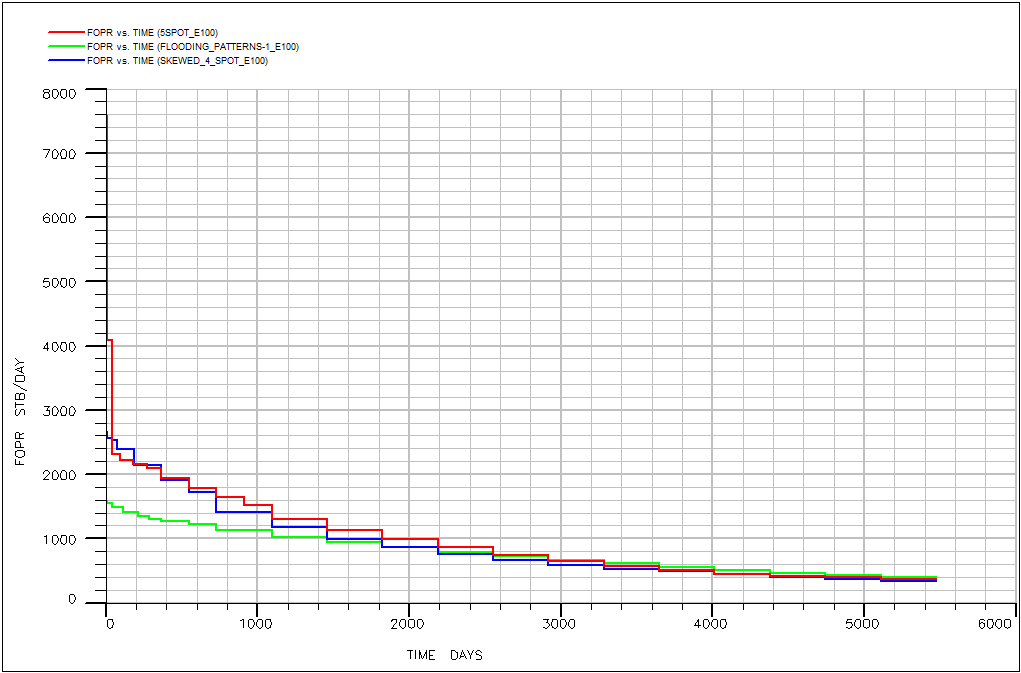 FOPR vs. TIME (5SPOT_E100)
FOPR vs. TIME (FLOODING_PATTERNS-1_E100)
FOPR vs. TIME (SKEWED_4_SPOT_E100)
8000
7000
6000
5000
4000
3000
2000
1000
0
FOPR STB/DAY
0 1000 2000 3000 4000 5000 6000
TIME DAYS